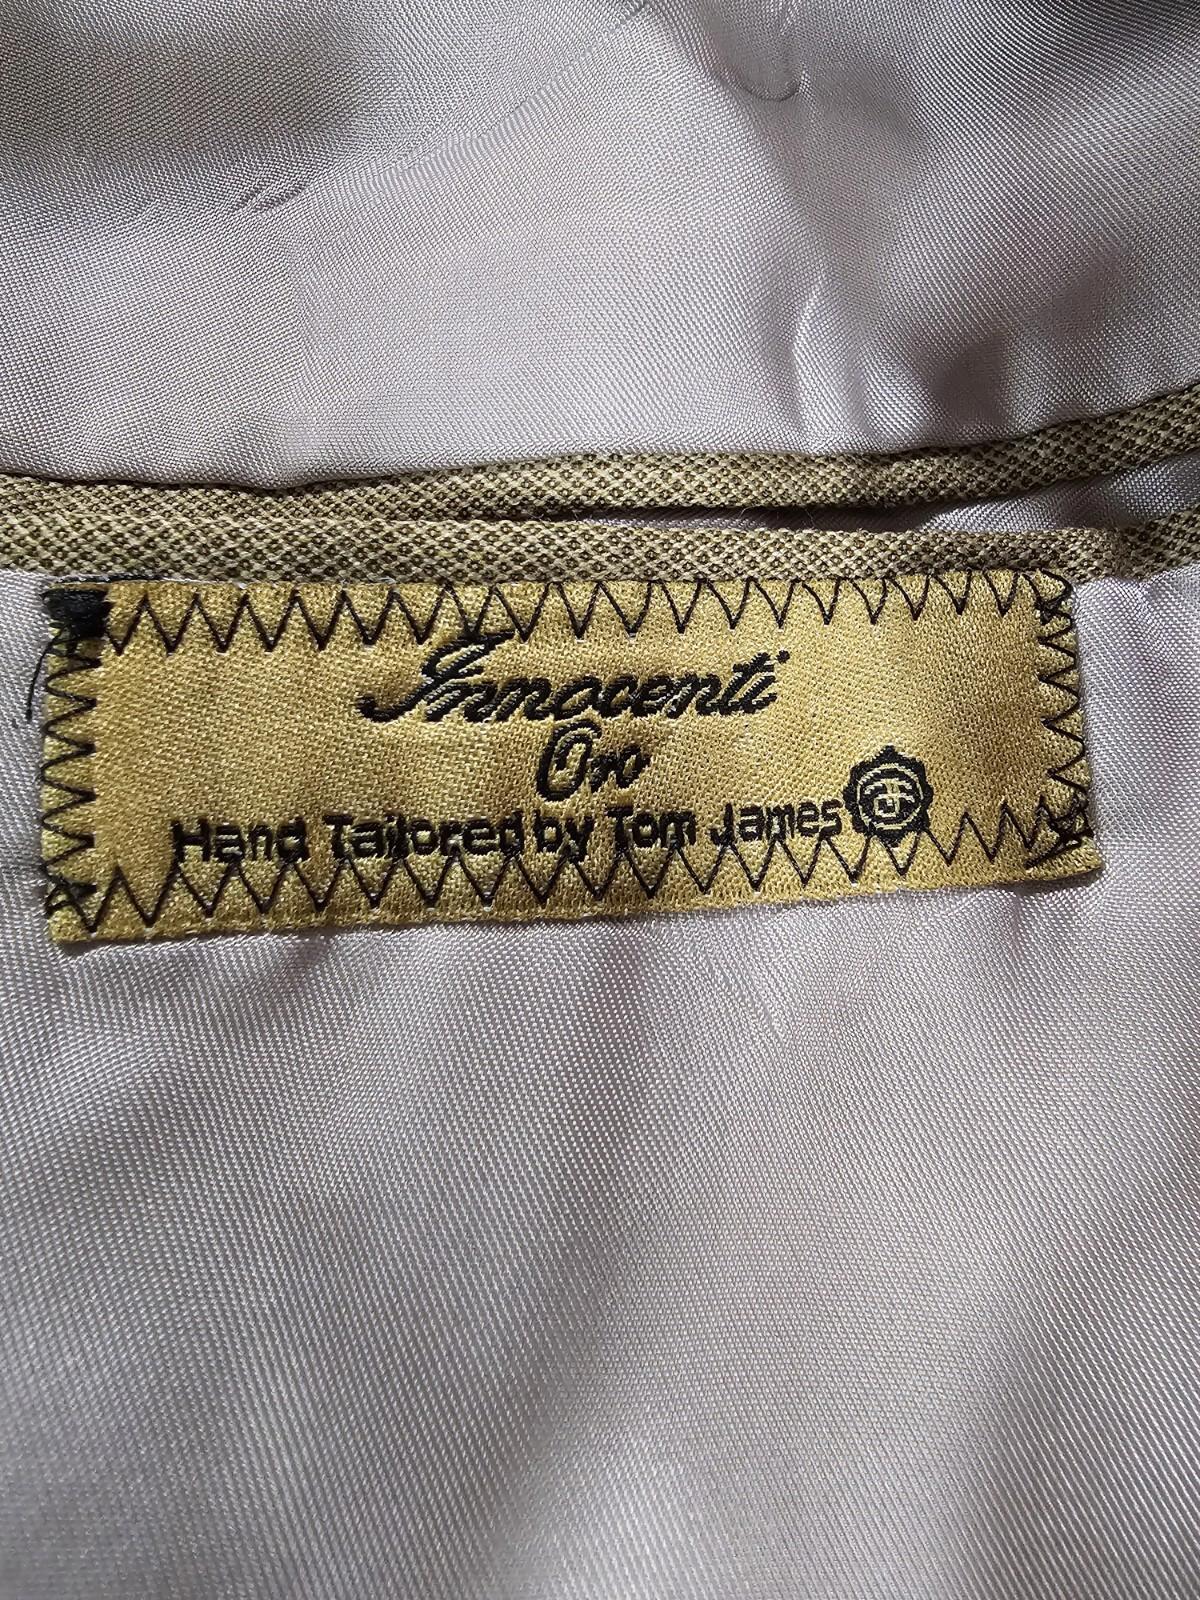 Innocenti
Oro
Hand Tailored by Tom James